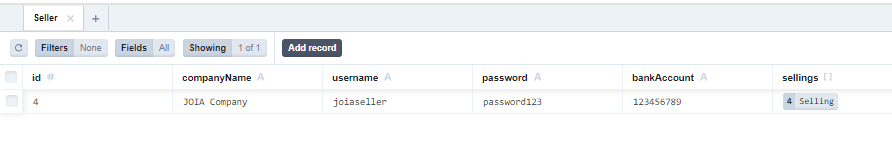 Seller × +
Filters None Fields All Showing 1 of 1 Add record
id # companyName A username A password A bankAccount A sellings []
4 JOIA Company joiaseller password123 123456789 4 Selling